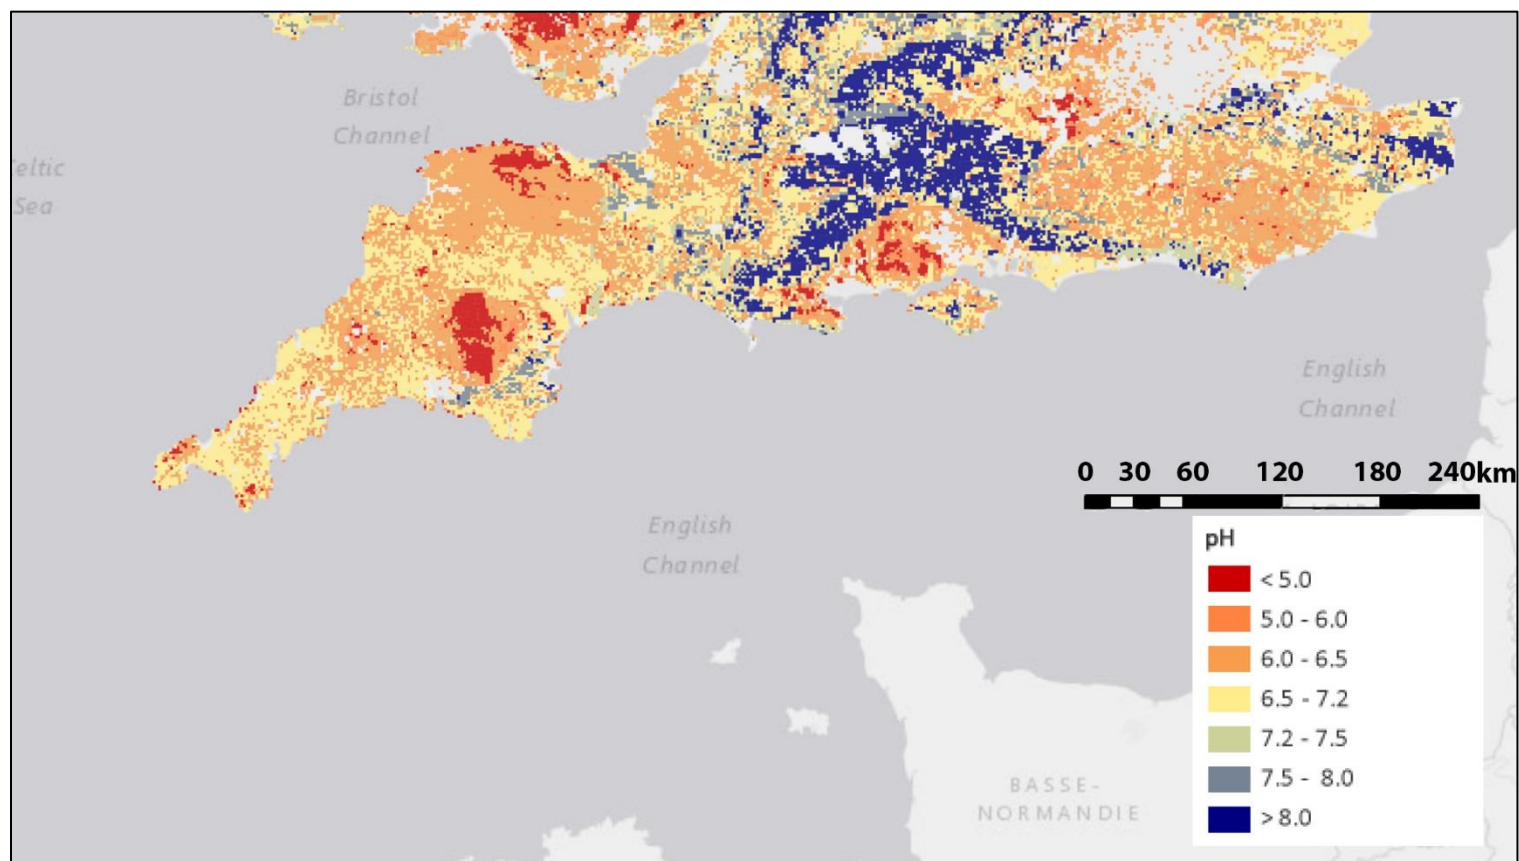 Bristol
Channel
eltic
Sea
English
Channel
0 30 60 120 180 240km
English
Channel
pH
< 5.0
5.0 - 6.0
6.0 - 6.5
6.5 - 7.2
7.2 - 7.5
7.5 - 8.0
> 8.0
BASSE-
NORMANDIE